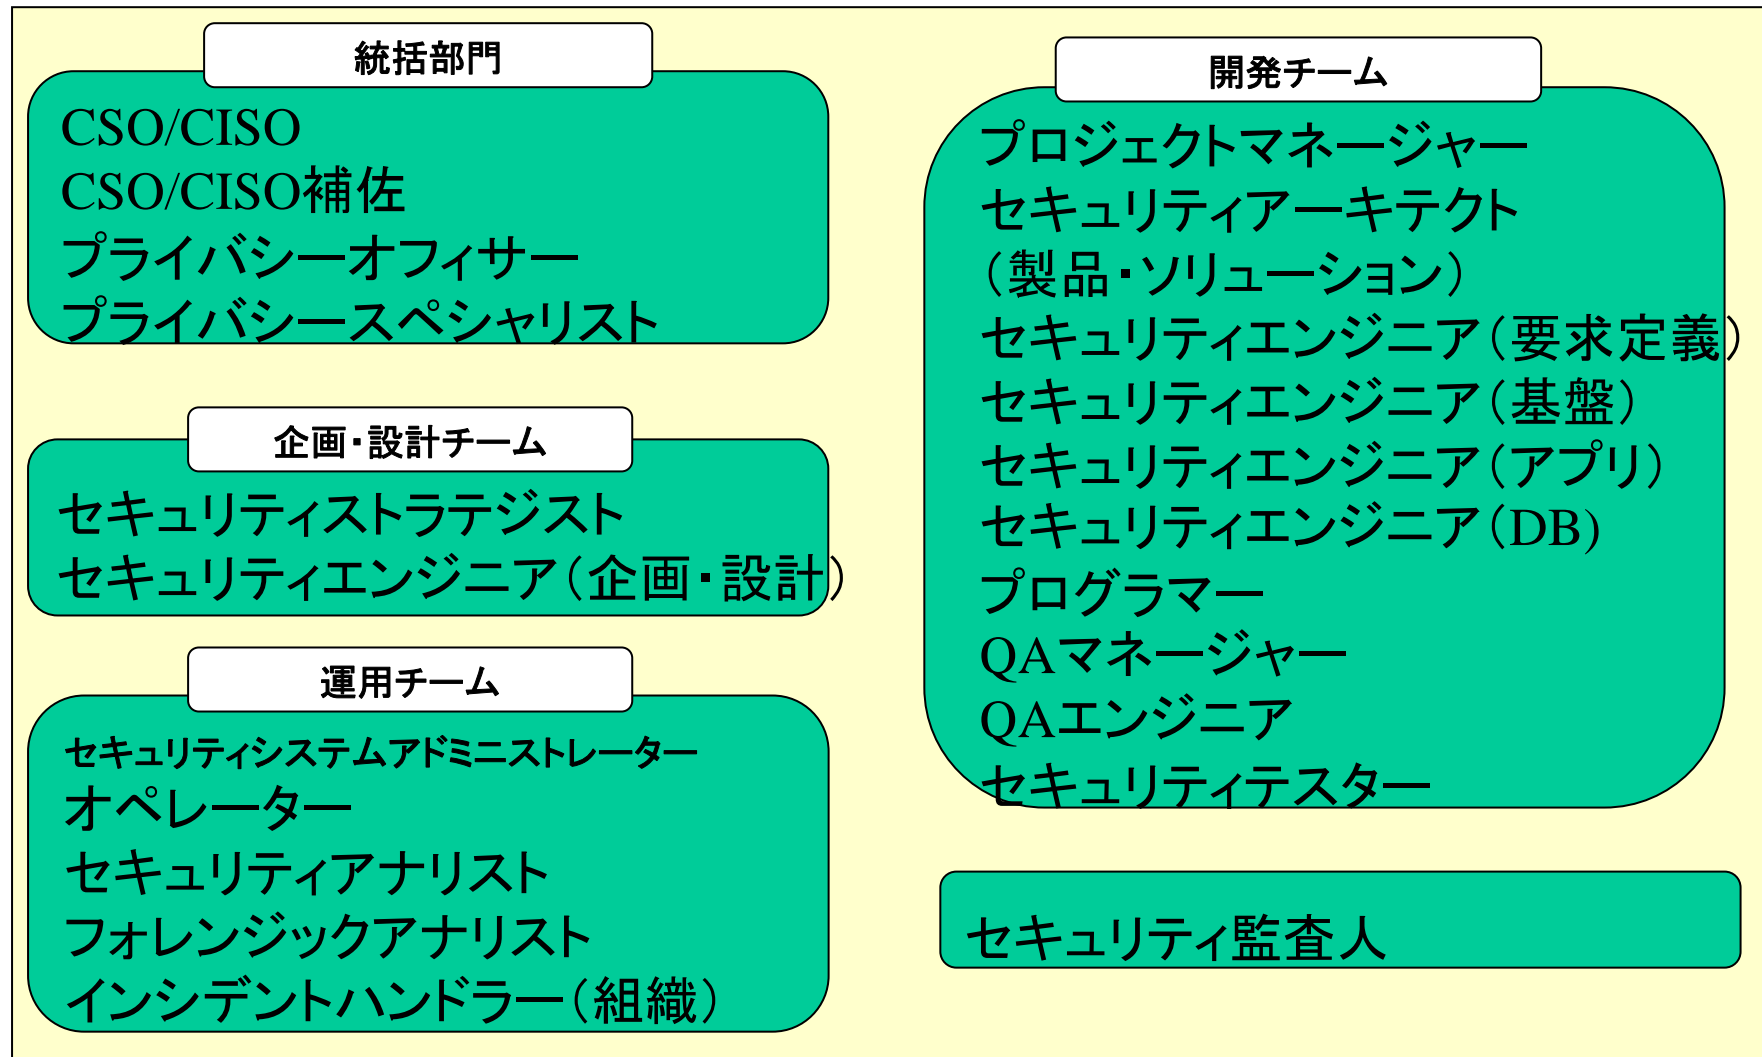 統括部門
CSO/CISO
CSO/CISO補佐
プライバシーオフィサー
プライバシースペシャリスト
企画・設計チーム
セキュリティストラテジスト
セキュリティエンジニア（企画・設計）
運用チーム
セキュリティシステムアドミニストレーター
オペレーター
セキュリティアナリスト
フォレンジックアナリスト
インシデントハンドラー（組織）
開発チーム
プロジェクトマネージャー
セキュリティアーキテクト
（製品・ソリューション）
セキュリティエンジニア（要求定義）
セキュリティエンジニア（基盤）
セキュリティエンジニア（アプリ）
セキュリティエンジニア（DB)
プログラマー
QAマネージャー
QAエンジニア
セキュリティテスター
セキュリティ監査人